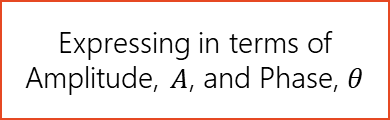 Expressing in terms of
Amplitude, A, and Phase, θ